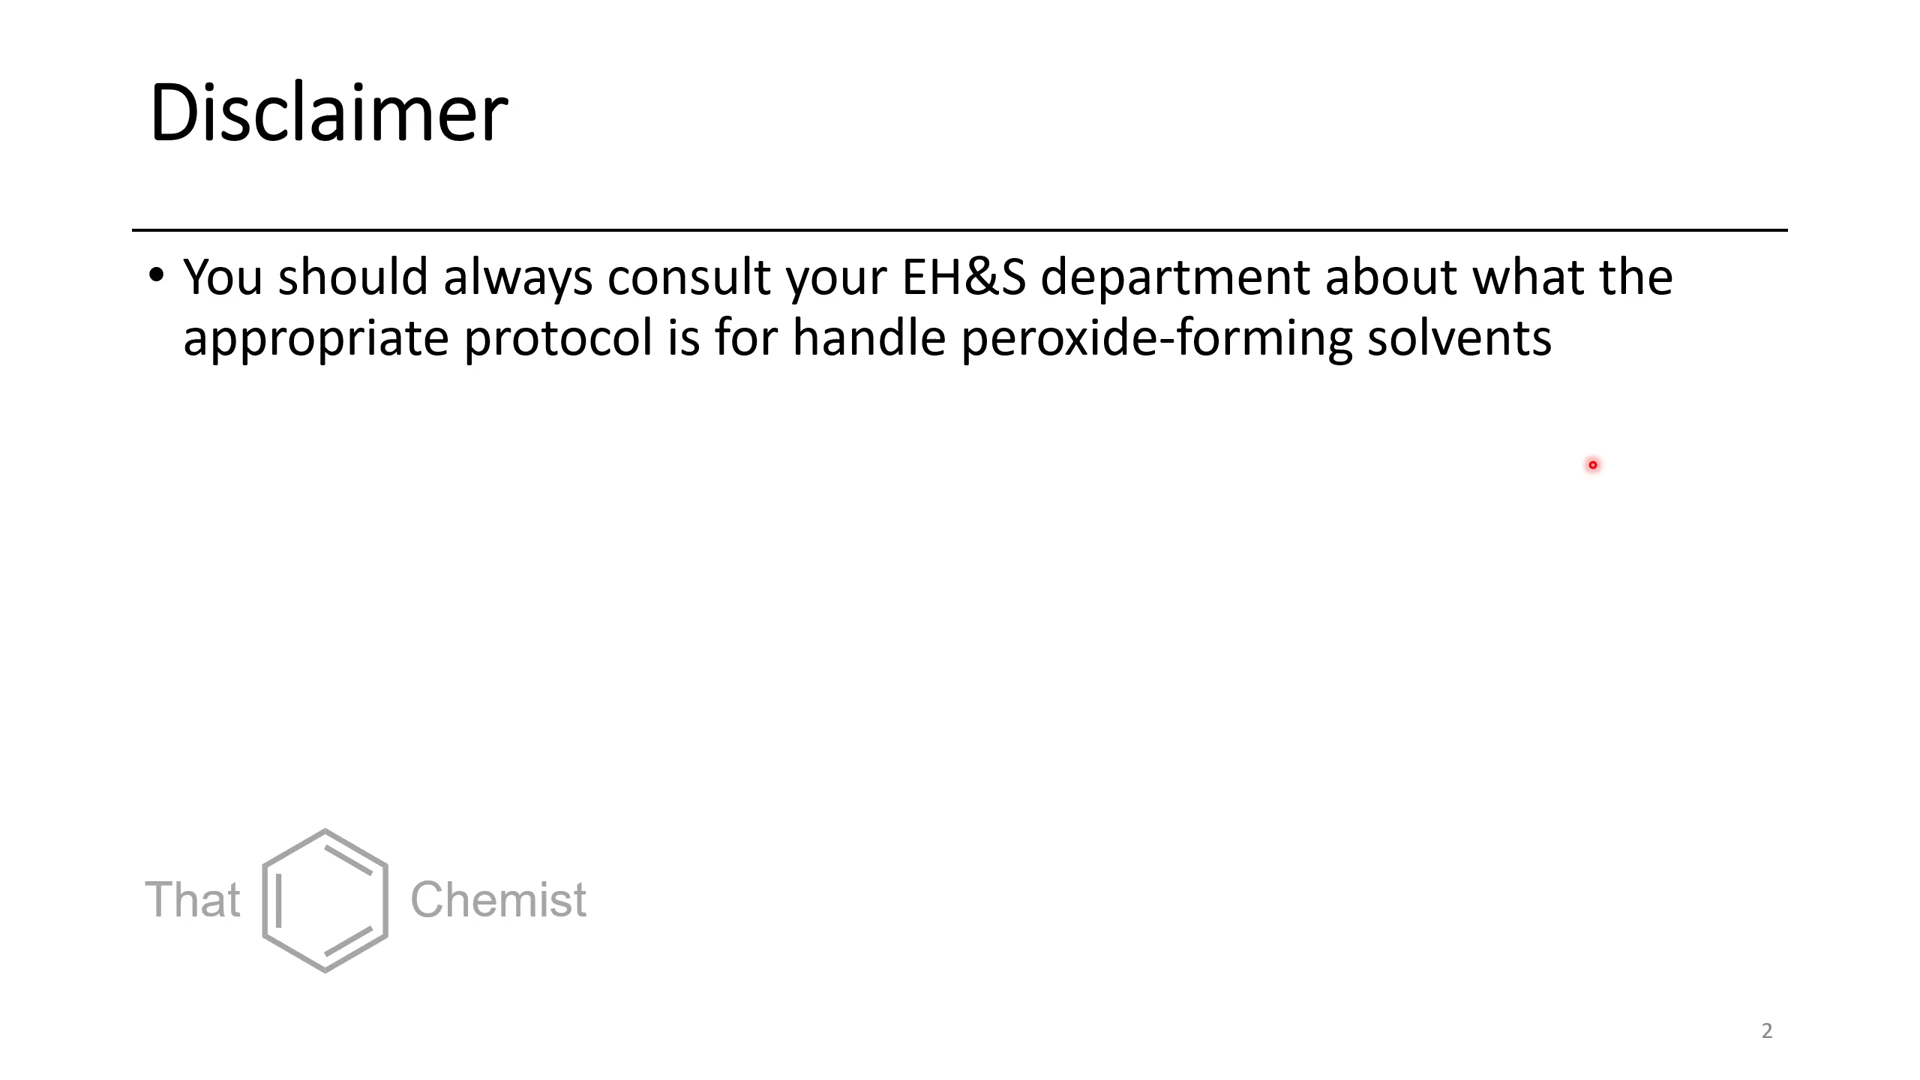 Disclaimer
• You should always consult your EH&S department about what the
appropriate protocol is for handle peroxide-forming solvents
That Chemist
2